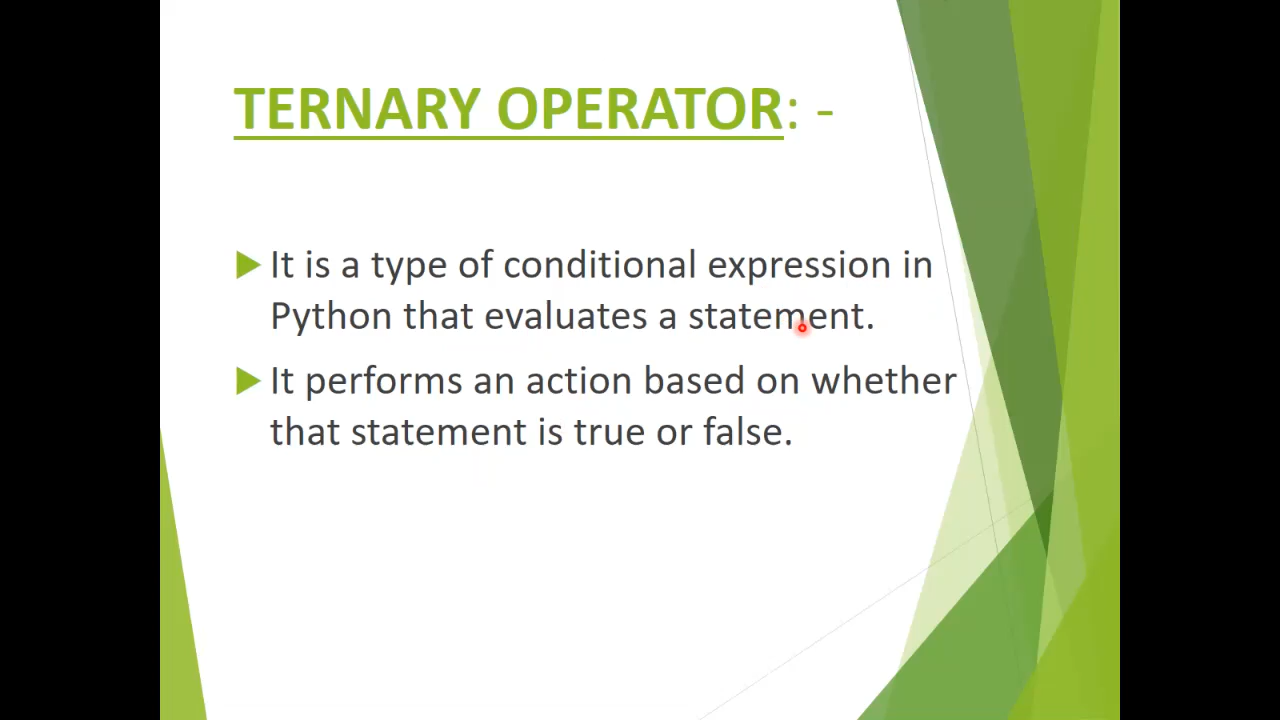 TERNARY OPERATOR: -
It is a type of conditional expression in
Python that evaluates a statement.
It performs an action based on whether
that statement is true or false.